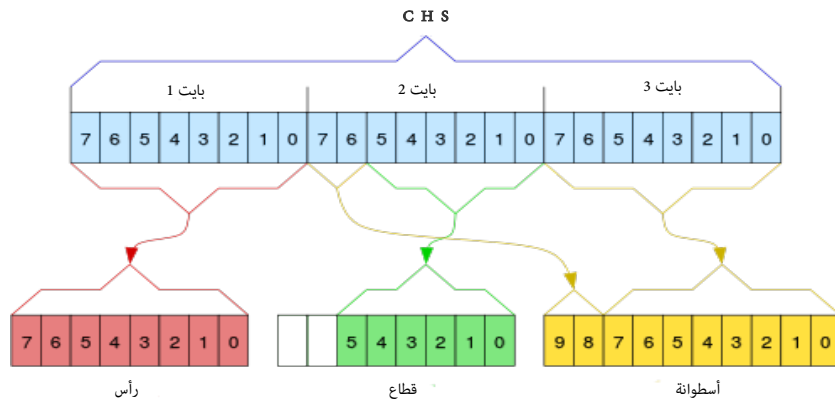 C H S
بايت 1 بايت 2 بايت 3
7 6 5 4 3 2 1 0 7 6 5 4 3 2 1 0 7 6 5 4 3 2 1 0
7 6 5 4 3 2 1 0 5 4 3 2 1 0 9 8 7 6 5 4 3 2 1 0
رأس قطاع أسطوانة